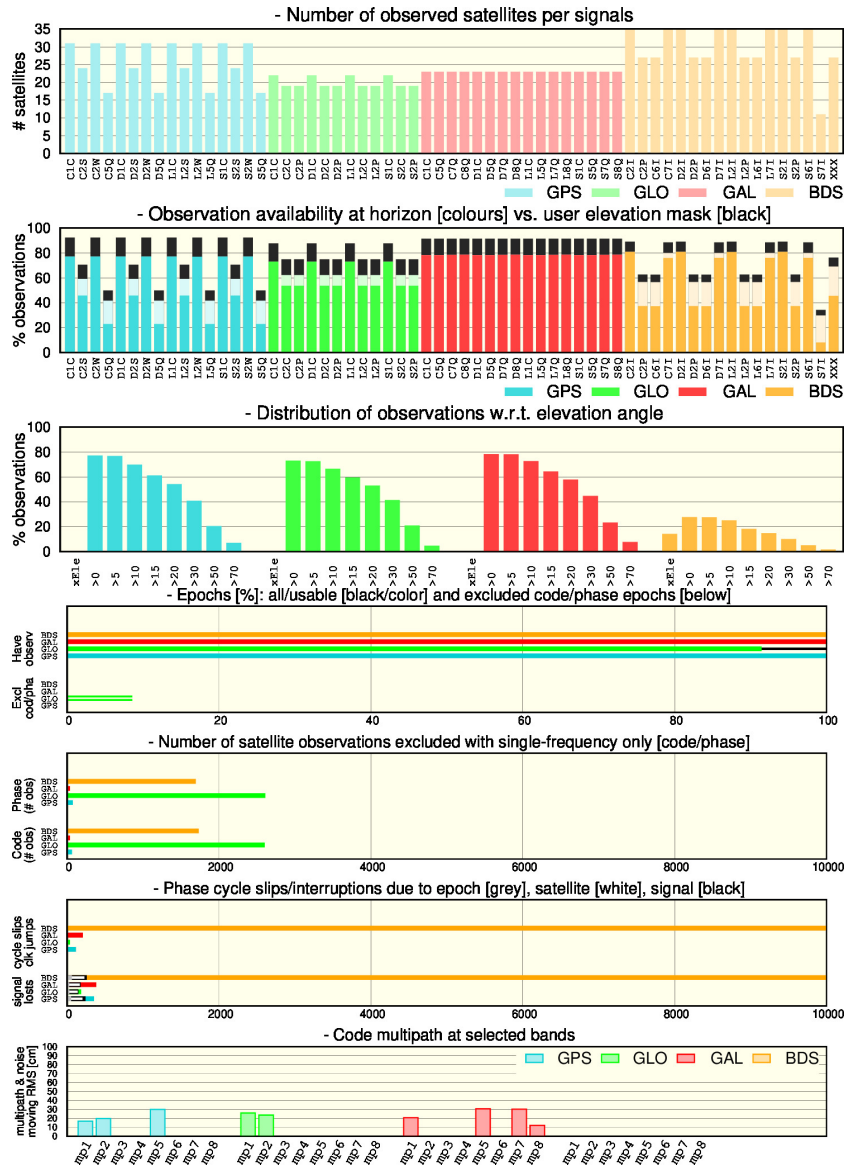 - Number of observed satellites per signals
# satellites
35
30
25
20
15
10
5
0
C1C C2S C2W C5Q D1C D2S D2W D5Q L1C L2S L2W L5Q S1C S2S S2W S5Q C1C C2C C2P D1C D2C D2P L1C L2C L2P S1C S2C S2P C1C C5Q C7Q C8Q D1C D5Q D7Q D8Q L1C L5Q L7Q L8Q S1C S5Q S7Q S8Q C2I C2P C6I C7I D2I D2P D6I D7I L2I L2P L6I L7I S2I S2P S6I S7I XXX
GPS GLO GAL BDS
- Observation availability at horizon [colours] vs. user elevation mask [black]
% observations
100
80
60
40
20
0
C1C C2S C2W C5Q D1C D2S D2W D5Q L1C L2S L2W L5Q S1C S2S S2W S5Q C1C C2C C2P D1C D2C D2P L1C L2C L2P S1C S2C S2P C1C C5Q C7Q C8Q D1C D5Q D7Q D8Q L1C L5Q L7Q L8Q S1C S5Q S7Q S8Q C2I C2P C6I C7I D2I D2P D6I D7I L2I L2P L6I L7I S2I S2P S6I S7I XXX
GPS GLO GAL BDS
- Distribution of observations w.r.t. elevation angle
% observations
100
80
60
40
20
0
xEle >0 >5 >10 >15 >20 >30 >50 >70 xEle >0 >5 >10 >15 >20 >30 >50 >70 xEle >0 >5 >10 >15 >20 >30 >50 >70 xEle >0 >5 >10 >15 >20 >30 >50 >70
- Epochs [%]: all/usable [black/color] and excluded code/phase epochs [below]
Have
observ
BDS
GAL
GLO
GPS
Excl
cod/pha
BDS
GAL
GLO
GPS
0 20 40 60 80 100
- Number of satellite observations excluded with single-frequency only [code/phase]
Phase
(# obs)
BDS
GAL
GLO
GPS
Code
(# obs)
BDS
GAL
GLO
GPS
0 2000 4000 6000 8000 10000
- Phase cycle slips/interruptions due to epoch [grey], satellite [white], signal [black]
cycle slips
clk jumps
BDS
GAL
GLO
GPS
signal
losts
BDS
GAL
GLO
GPS
0 2000 4000 6000 8000 10000
- Code multipath at selected bands
multipath & noise
moving RMS [cm]
100
90
80
70
60
50
40
30
20
10
0
GPS GLO GAL BDS
mp1 mp2 mp3 mp4 mp5 mp6 mp7 mp8 mp1 mp2 mp3 mp4 mp5 mp6 mp7 mp8 mp1 mp2 mp3 mp4 mp5 mp6 mp7 mp8 mp1 mp2 mp3 mp4 mp5 mp6 mp7 mp8